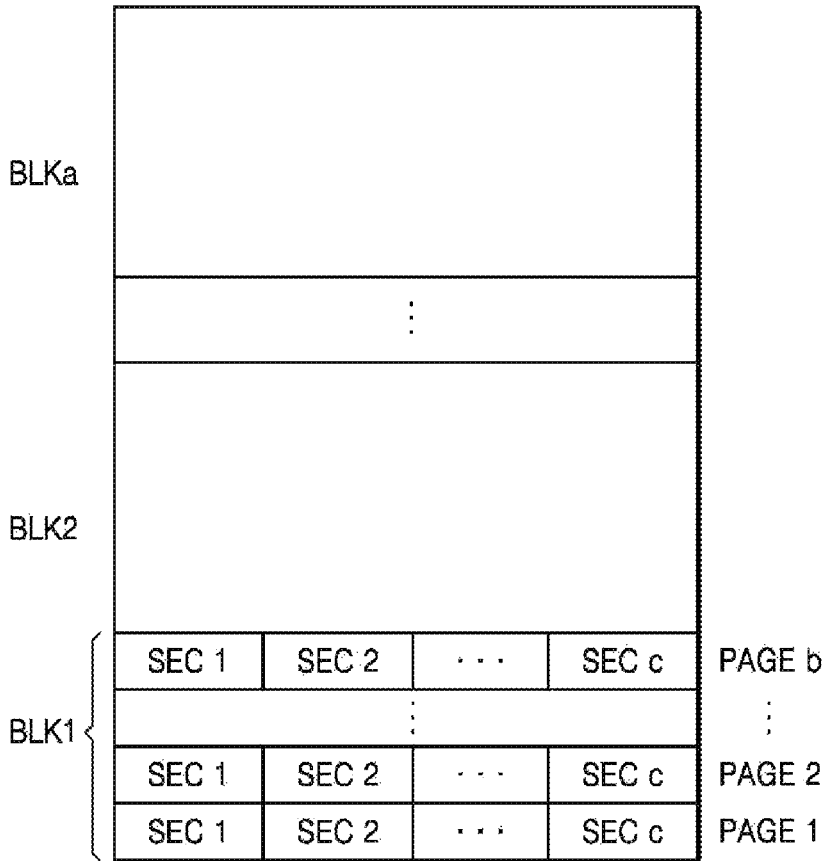 BLKa
⋮
BLK2
BLK1
SEC 1 SEC 2 ... SEC c PAGE b
⋮ ⋮
SEC 1 SEC 2 ... SEC c PAGE 2
SEC 1 SEC 2 ... SEC c PAGE 1